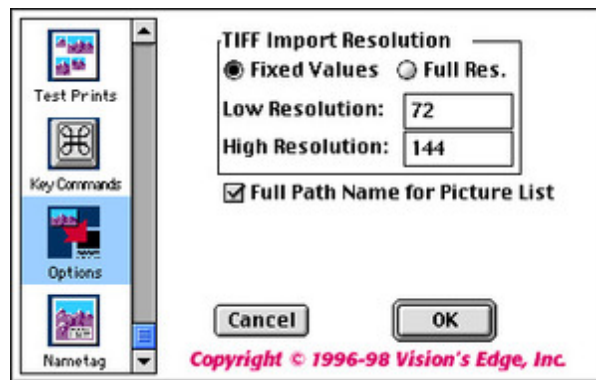 Test Prints
Key Commands
Options
Nametag
TIFF Import Resolution
Fixed Values Full Res.
Low Resolution: 72
High Resolution: 144
Full Path Name for Picture List
Cancel OK
Copyright © 1996-98 Vision's Edge, Inc.